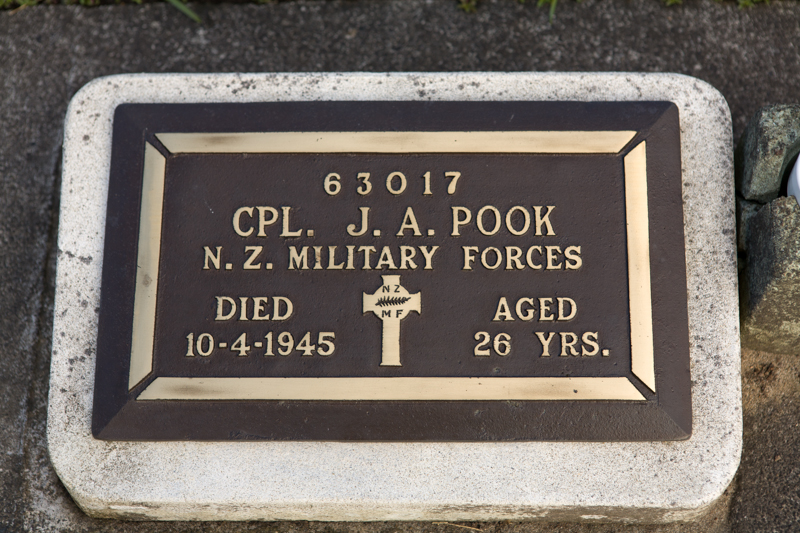 63017
CPL. J. A. POOK
N. Z. MILITARY FORCES
N Z
M F
DIED
10-4-1945
AGED
26 YRS.